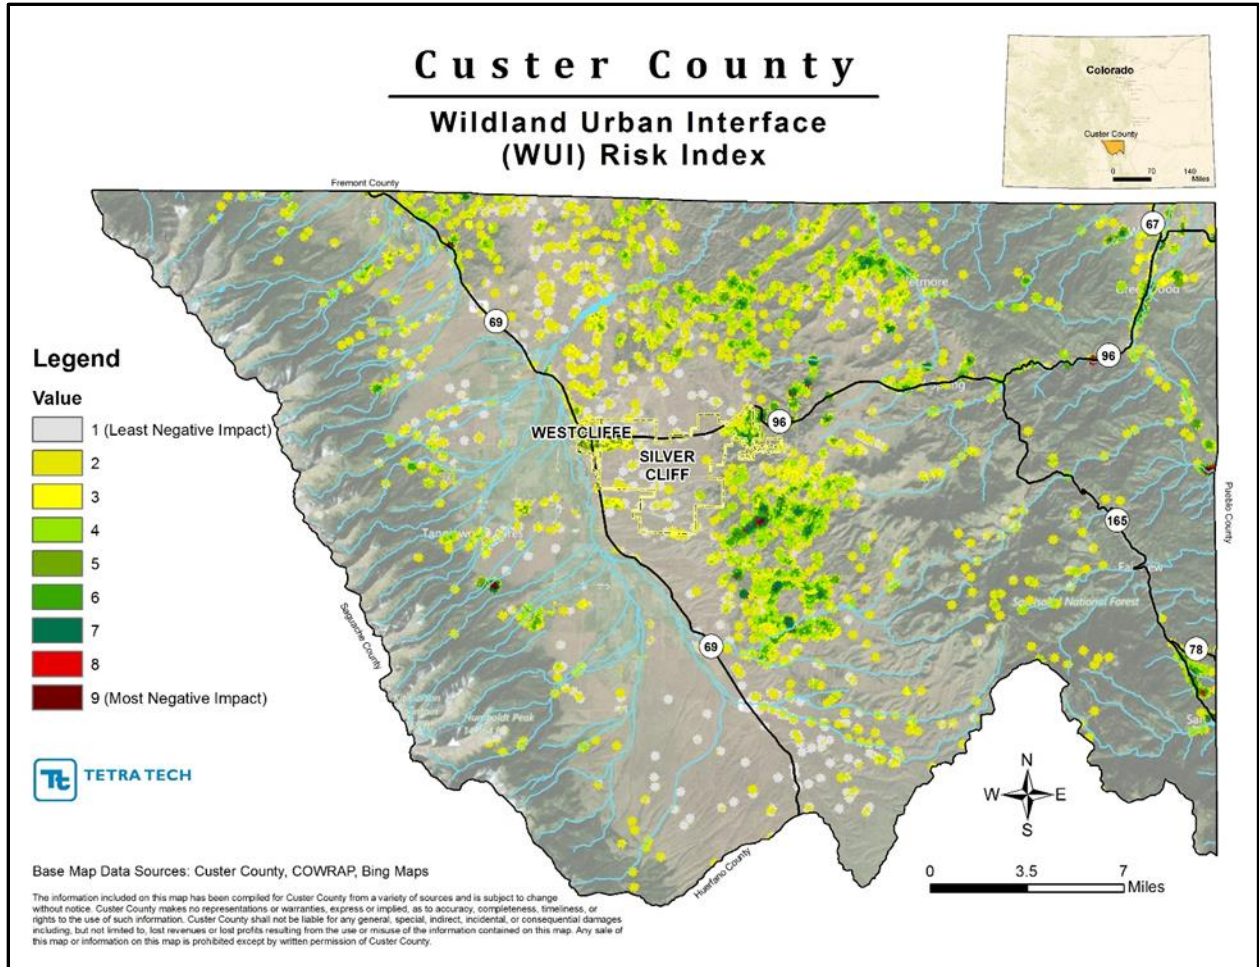 Custer County
Wildland Urban Interface
(WUI) Risk Index
Colorado
Custer County
0 70 140
Miles
Fremont County
67
etmore
69
96
Legend
Value
1 (Least Negative Impact)
2
3
4
5
6
7
8
9 (Most Negative Impact)
WESTCLIFFE
96
SILVER
CLIFF
Pueblo County
165
National Forest
Saguache County
69
78
Humboldt Peak
TETRA TECH
N
W E
S
Huerfano County
0 3.5 7
Miles
Base Map Data Sources: Custer County, COWRAP, Bing Maps
The information included on this map has been compiled for Custer County from a variety of sources and is subject to change
without notice. Custer County makes no representations or warranties, express or implied, as to accuracy, completeness, timeliness, or
rights to the use of such information. Custer County shall not be liable for any general, special, indirect, incidental, or consequential damages
including, but not limited to, lost revenues or lost profits resulting from the use or misuse of the information contained on this map. Any sale of
this map or information on this map is prohibited except by written permission of Custer County.